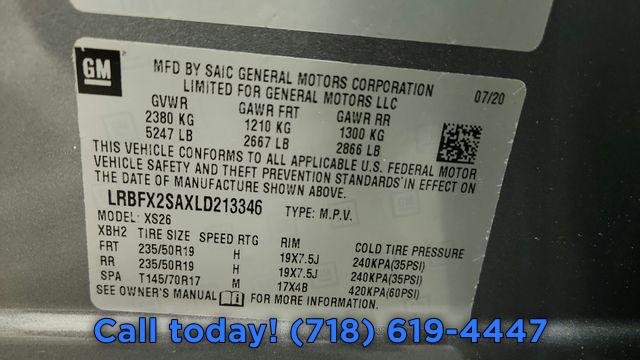 GM
MFD BY SAIC GENERAL MOTORS CORPORATION
LIMITED FOR GENERAL MOTORS LLC
07/20
GVWR GAWR FRT GAWR RR
2380 KG 1210 KG 1300 KG
5247 LB 2667 LB 2866 LB
THIS VEHICLE CONFORMS TO ALL APPLICABLE U.S. FEDERAL MOTOR
VEHICLE SAFETY AND THEFT PREVENTION STANDARDS IN EFFECT ON
THE DATE OF MANUFACTURE SHOWN ABOVE.
LRBFX2SAXLD213346 TYPE: M.P.V.
MODEL: XS26
XBH2 TIRE SIZE SPEED RTG RIM COLD TIRE PRESSURE
FRT 235/50R19 H 19X7.5J 240KPA(35PSI)
RR 235/50R19 H 19X7.5J 240KPA(35PSI)
SPA T145/70R17 M 17X4B 420KPA(60PSI)
SEE OWNER'S MANUAL FOR MORE INFORMATION.
Call today! (718) 619-4447